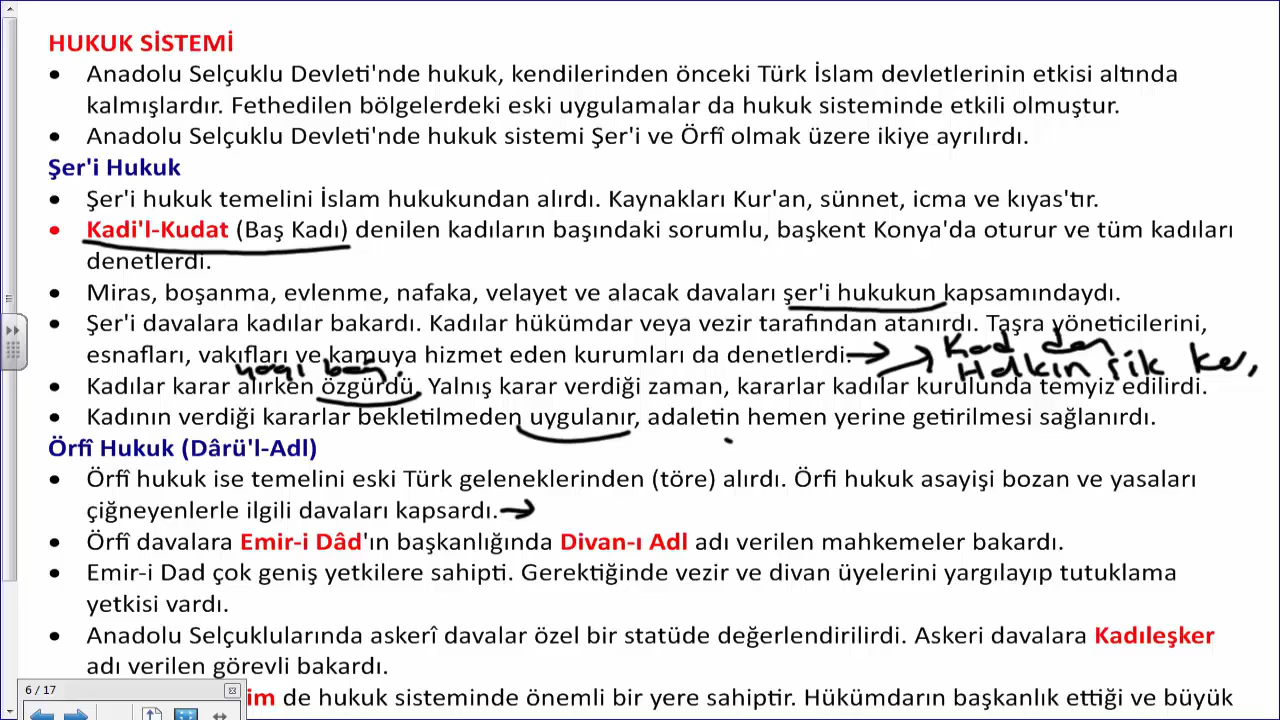 HUKUK SİSTEMİ
• Anadolu Selçuklu Devleti'nde hukuk, kendilerinden önceki Türk İslam devletlerinin etkisi altında
kalmışlardır. Fethedilen bölgelerdeki eski uygulamalar da hukuk sisteminde etkili olmuştur.
• Anadolu Selçuklu Devleti'nde hukuk sistemi Şer'i ve Örfî olmak üzere ikiye ayrılırdı.
Şer'i Hukuk
• Şer'i hukuk temelini İslam hukukundan alırdı. Kaynakları Kur'an, sünnet, icma ve kıyas'tır.
• Kadi'l-Kudat (Baş Kadı) denilen kadıların başındaki sorumlu, başkent Konya'da oturur ve tüm kadıları
denetlerdi.
• Miras, boşanma, evlenme, nafaka, velayet ve alacak davaları şer'i hukukun kapsamındaydı.
• Şer'i davalara kadılar bakardı. Kadılar hükümdar veya vezir tarafından atanırdı. Taşra yöneticilerini,
esnafları, vakıfları ve kamuya hizmet eden kurumları da denetlerdi.
• Kadılar karar alırken özgürdü. Yalnış karar verdiği zaman, kararlar kadılar kurulunda temyiz edilirdi.
• Kadının verdiği kararlar bekletilmeden uygulanır, adaletin hemen yerine getirilmesi sağlanırdı.
Örfî Hukuk (Dârü'l-Adl)
• Örfî hukuk ise temelini eski Türk geleneklerinden (töre) alırdı. Örfi hukuk asayişi bozan ve yasaları
çiğneyenlerle ilgili davaları kapsardı.
• Örfî davalara Emir-i Dâd'ın başkanlığında Divan-ı Adl adı verilen mahkemeler bakardı.
• Emir-i Dad çok geniş yetkilere sahipti. Gerektiğinde vezir ve divan üyelerini yargılayıp tutuklama
yetkisi vardı.
• Anadolu Selçuklularında askerî davalar özel bir statüde değerlendirilirdi. Askeri davalara Kadıleşker
adı verilen görevli bakardı.
6 / 17
de hukuk sisteminde önemli bir yere sahiptir. Hükümdarın başkanlık ettiği ve büyük